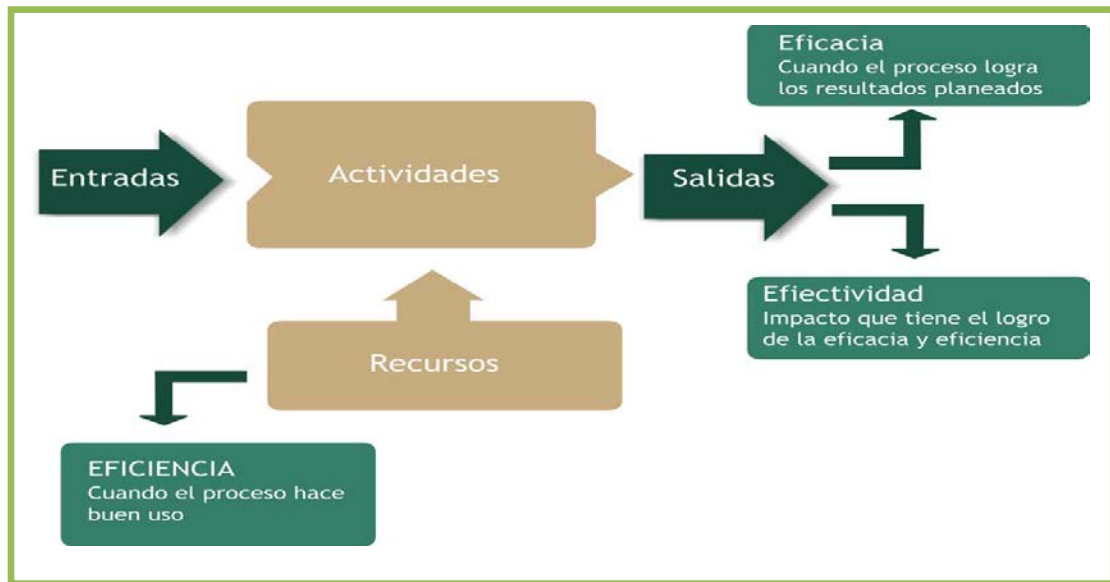 Eficacia
Cuando el proceso logra
los resultados planeados
Entradas
Actividades
Salidas
Efiectividad
Impacto que tiene el logro
de la eficacia y eficiencia
Recursos
EFICIENCIA
Cuando el proceso hace
buen uso